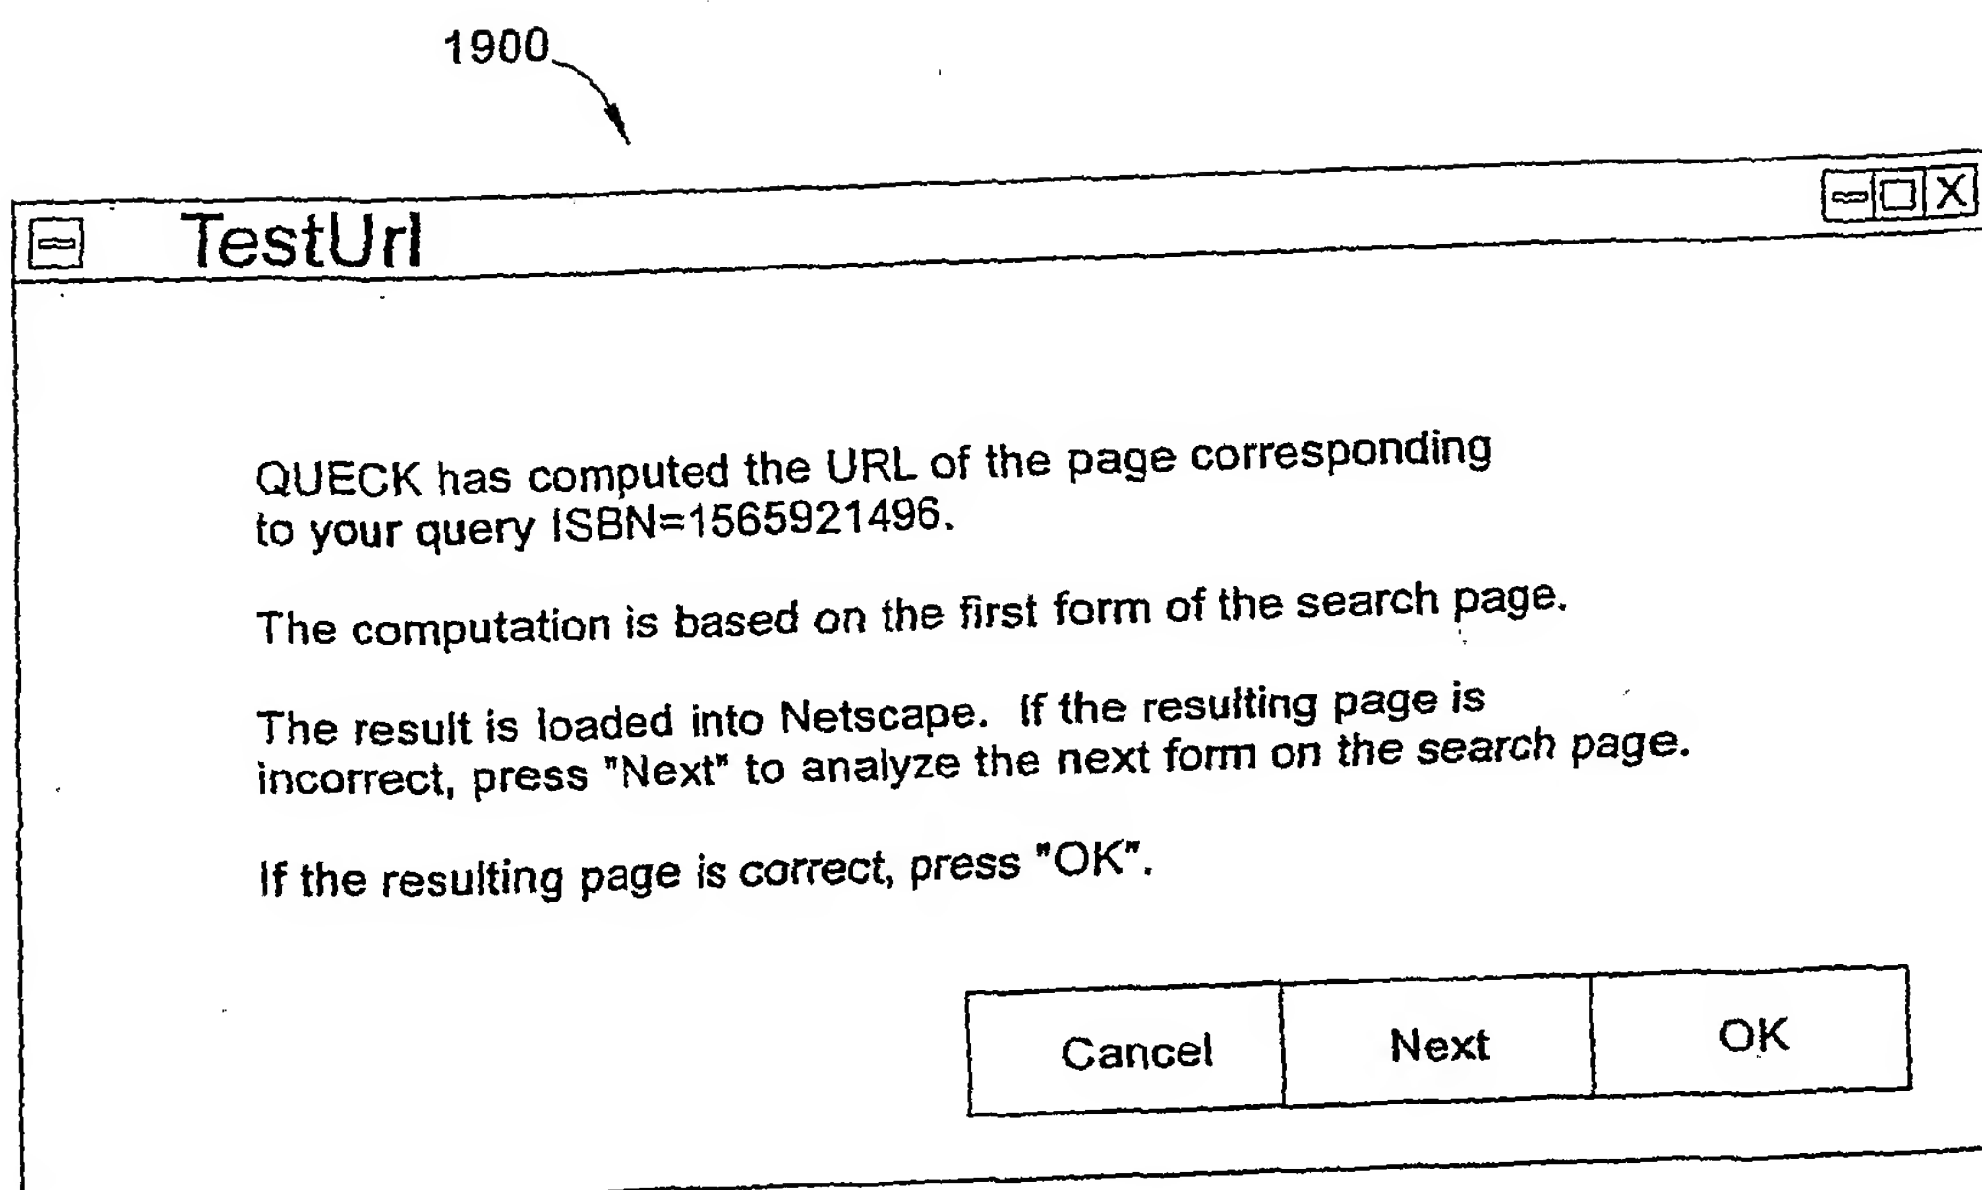 1900
TestUrl
QUECK has computed the URL of the page corresponding
to your query ISBN=1565921496.
The computation is based on the first form of the search page.
The result is loaded into Netscape. If the resulting page is
incorrect, press "Next" to analyze the next form on the search page.
If the resulting page is correct, press "OK".
Cancel Next OK